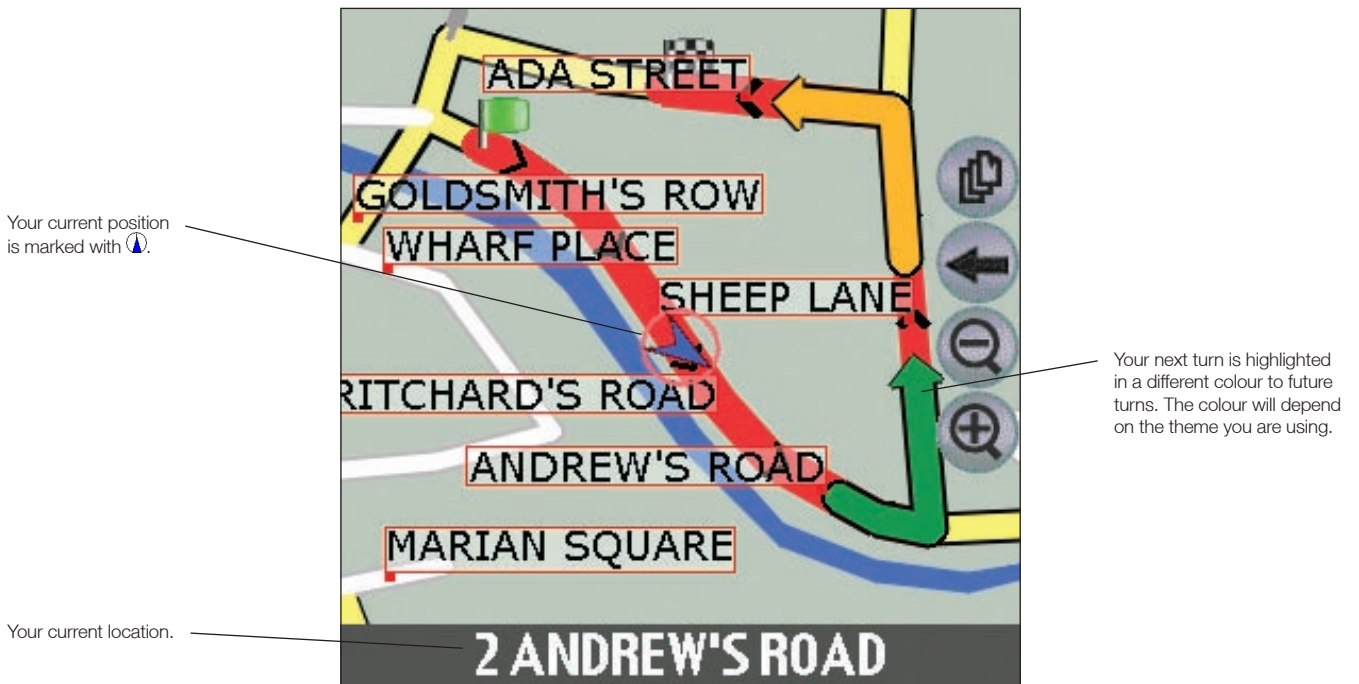 ADA STREET
GOLDSMITH'S ROW
WHARF PLACE
SHEEP LANE
RITCHARD'S ROAD
ANDREW'S ROAD
MARIAN SQUARE
2 ANDREW'S ROAD
Your current position
is marked with .
Your current location.
Your next turn is highlighted
in a different colour to future
turns. The colour will depend
on the theme you are using.